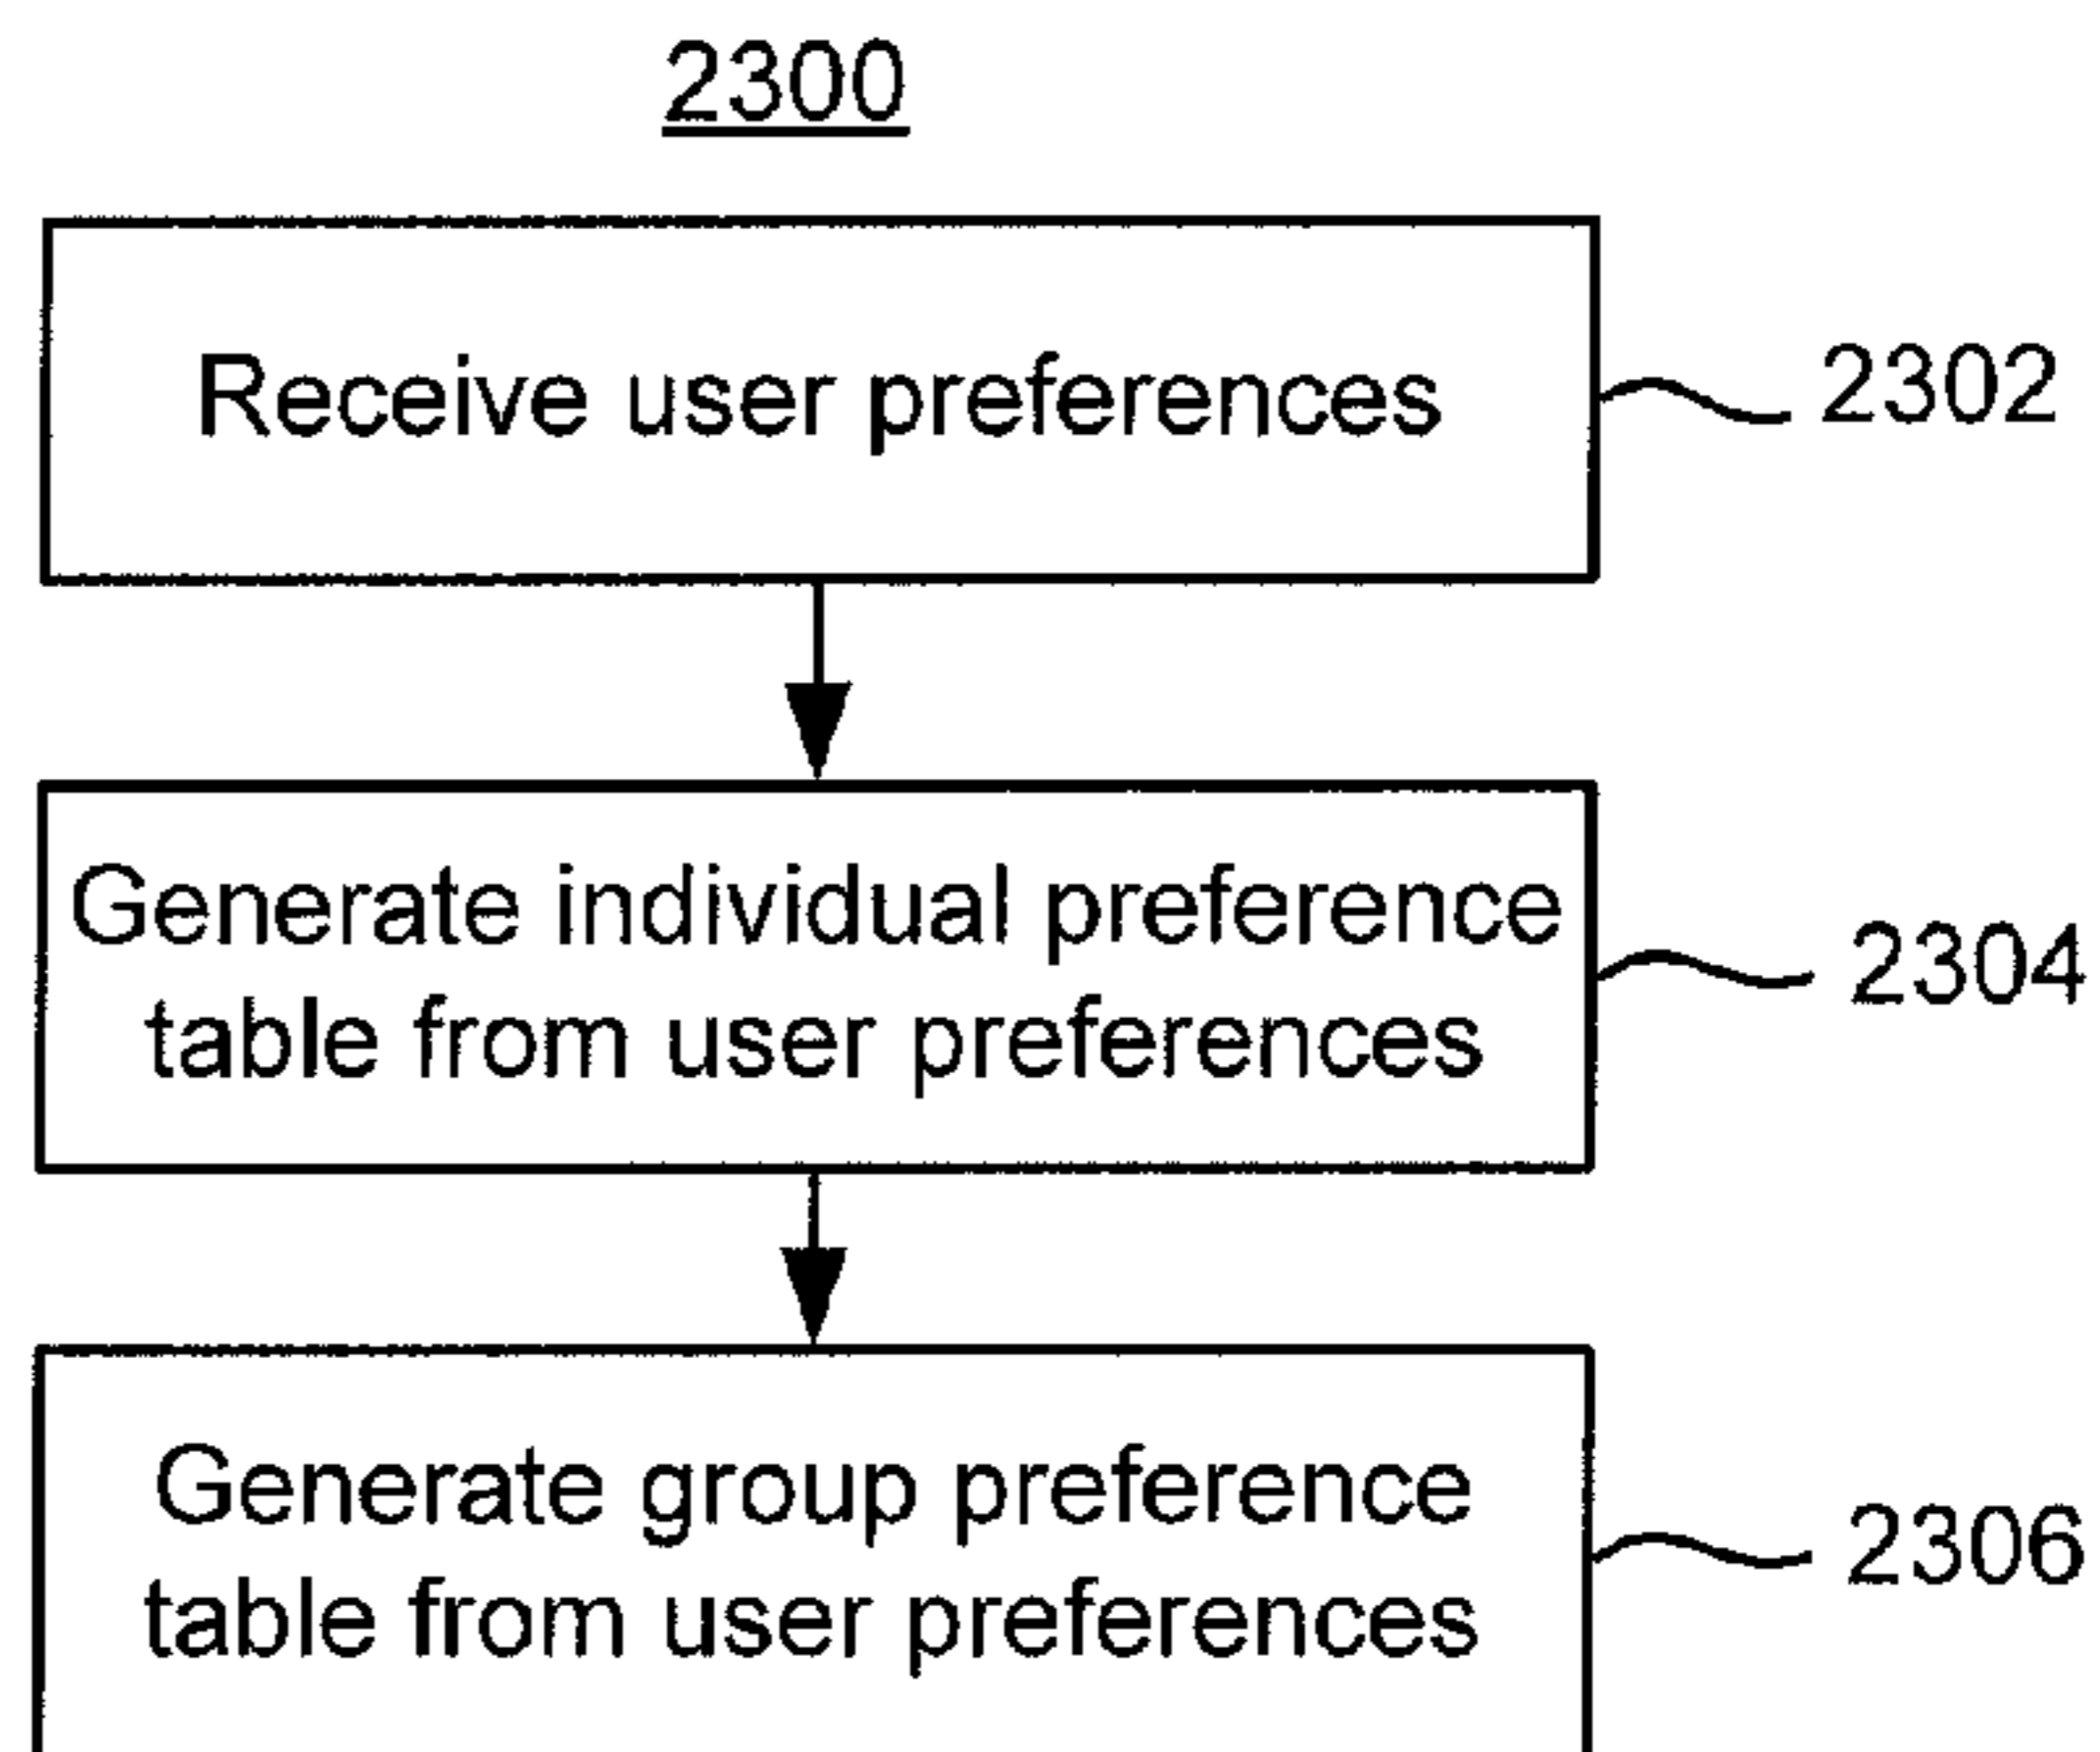 2300
Receive user preferences
2302
Generate individual preference
table from user preferences
2304
Generate group preference
table from user preferences
2306